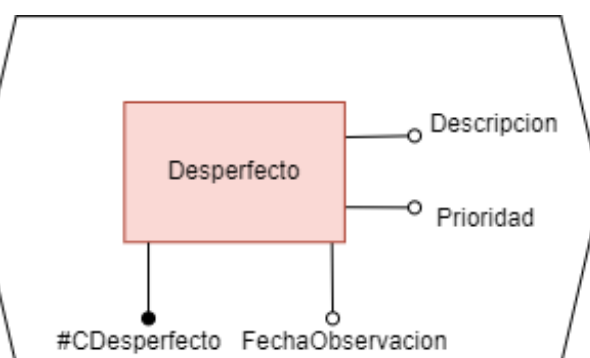 Descripcion
Desperfecto
Prioridad
#CDesperfecto FechaObservacion